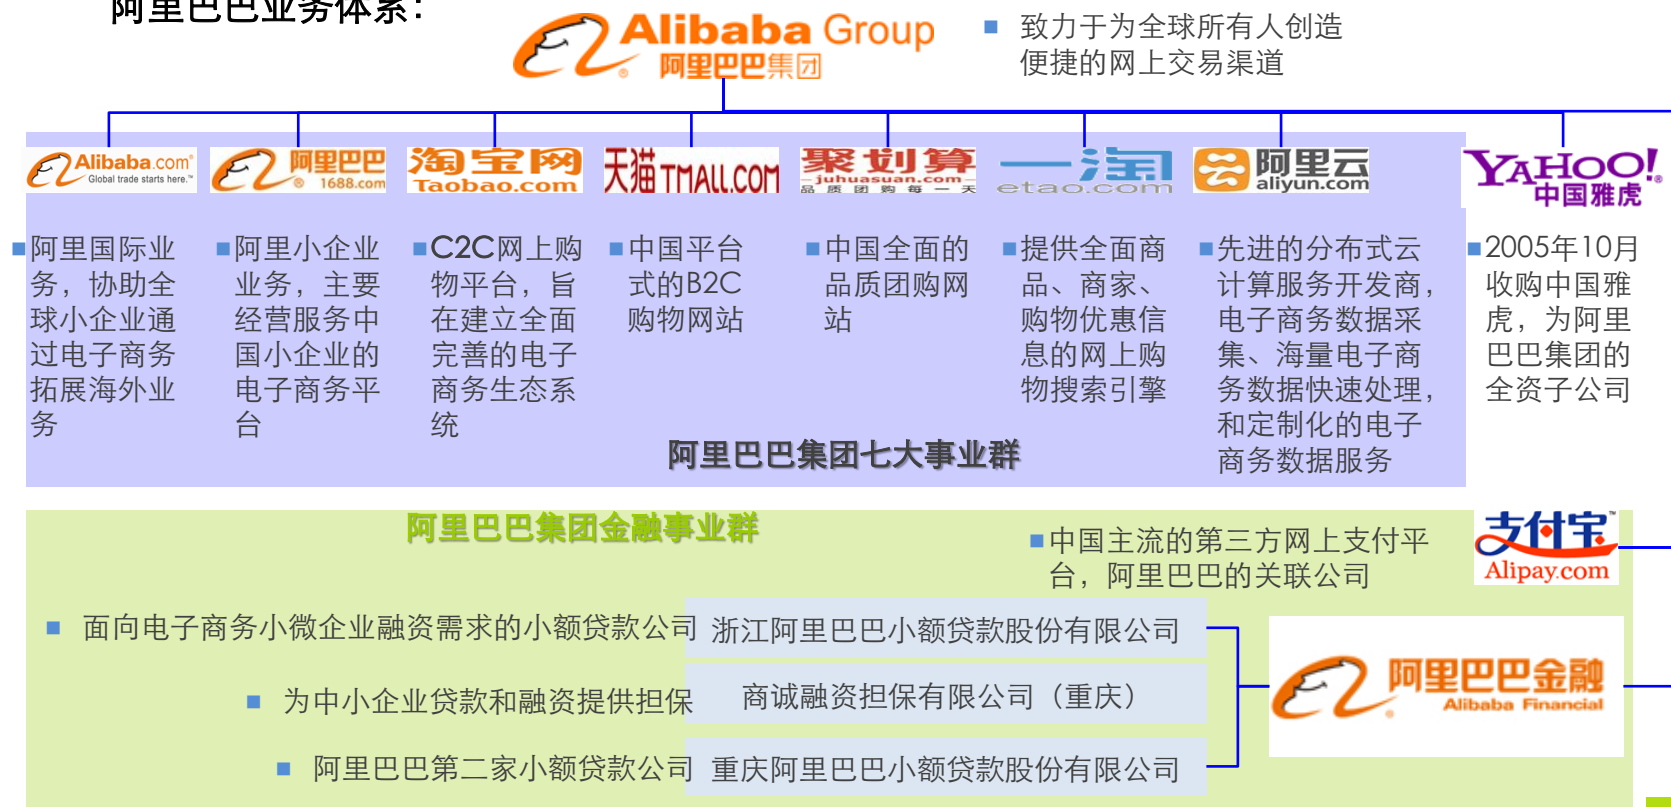 阿里巴巴业务体系：
Alibaba Group
阿里巴巴集团
致力于为全球所有人创造
便捷的网上交易渠道
Alibaba.com®
Global trade starts here.™
阿里巴巴
1688.com
淘宝网
Taobao.com
天猫 TMALL.COM
聚划算
juhuasuan.com
品质团购每一天
一淘
etao.com
阿里云
aliyun.com
YAHOO!®
中国雅虎
阿里国际业
务，协助全
球小企业通
过电子商务
拓展海外业
务
阿里小企业
业务，主要
经营服务中
国小企业的
电子商务平
台
C2C网上购
物平台，旨
在建立全面
完善的电子
商务生态系
统
中国平台
式的B2C
购物网站
中国全面的
品质团购网
站
提供全面商
品、商家、
购物优惠信
息的网上购
物搜索引擎
先进的分布式云
计算服务开发商，
电子商务数据采
集、海量电子商
务数据快速处理，
和定制化的电子
商务数据服务
2005年10月
收购中国雅
虎，为阿里
巴巴集团的
全资子公司
阿里巴巴集团七大事业群
阿里巴巴集团金融事业群
中国主流的第三方网上支付平
台，阿里巴巴的关联公司
支付宝™
Alipay.com
面向电子商务小微企业融资需求的小额贷款公司
浙江阿里巴巴小额贷款股份有限公司
为中小企业贷款和融资提供担保
商诚融资担保有限公司（重庆）
阿里巴巴第二家小额贷款公司
重庆阿里巴巴小额贷款股份有限公司
阿里巴巴金融
Alibaba Financial